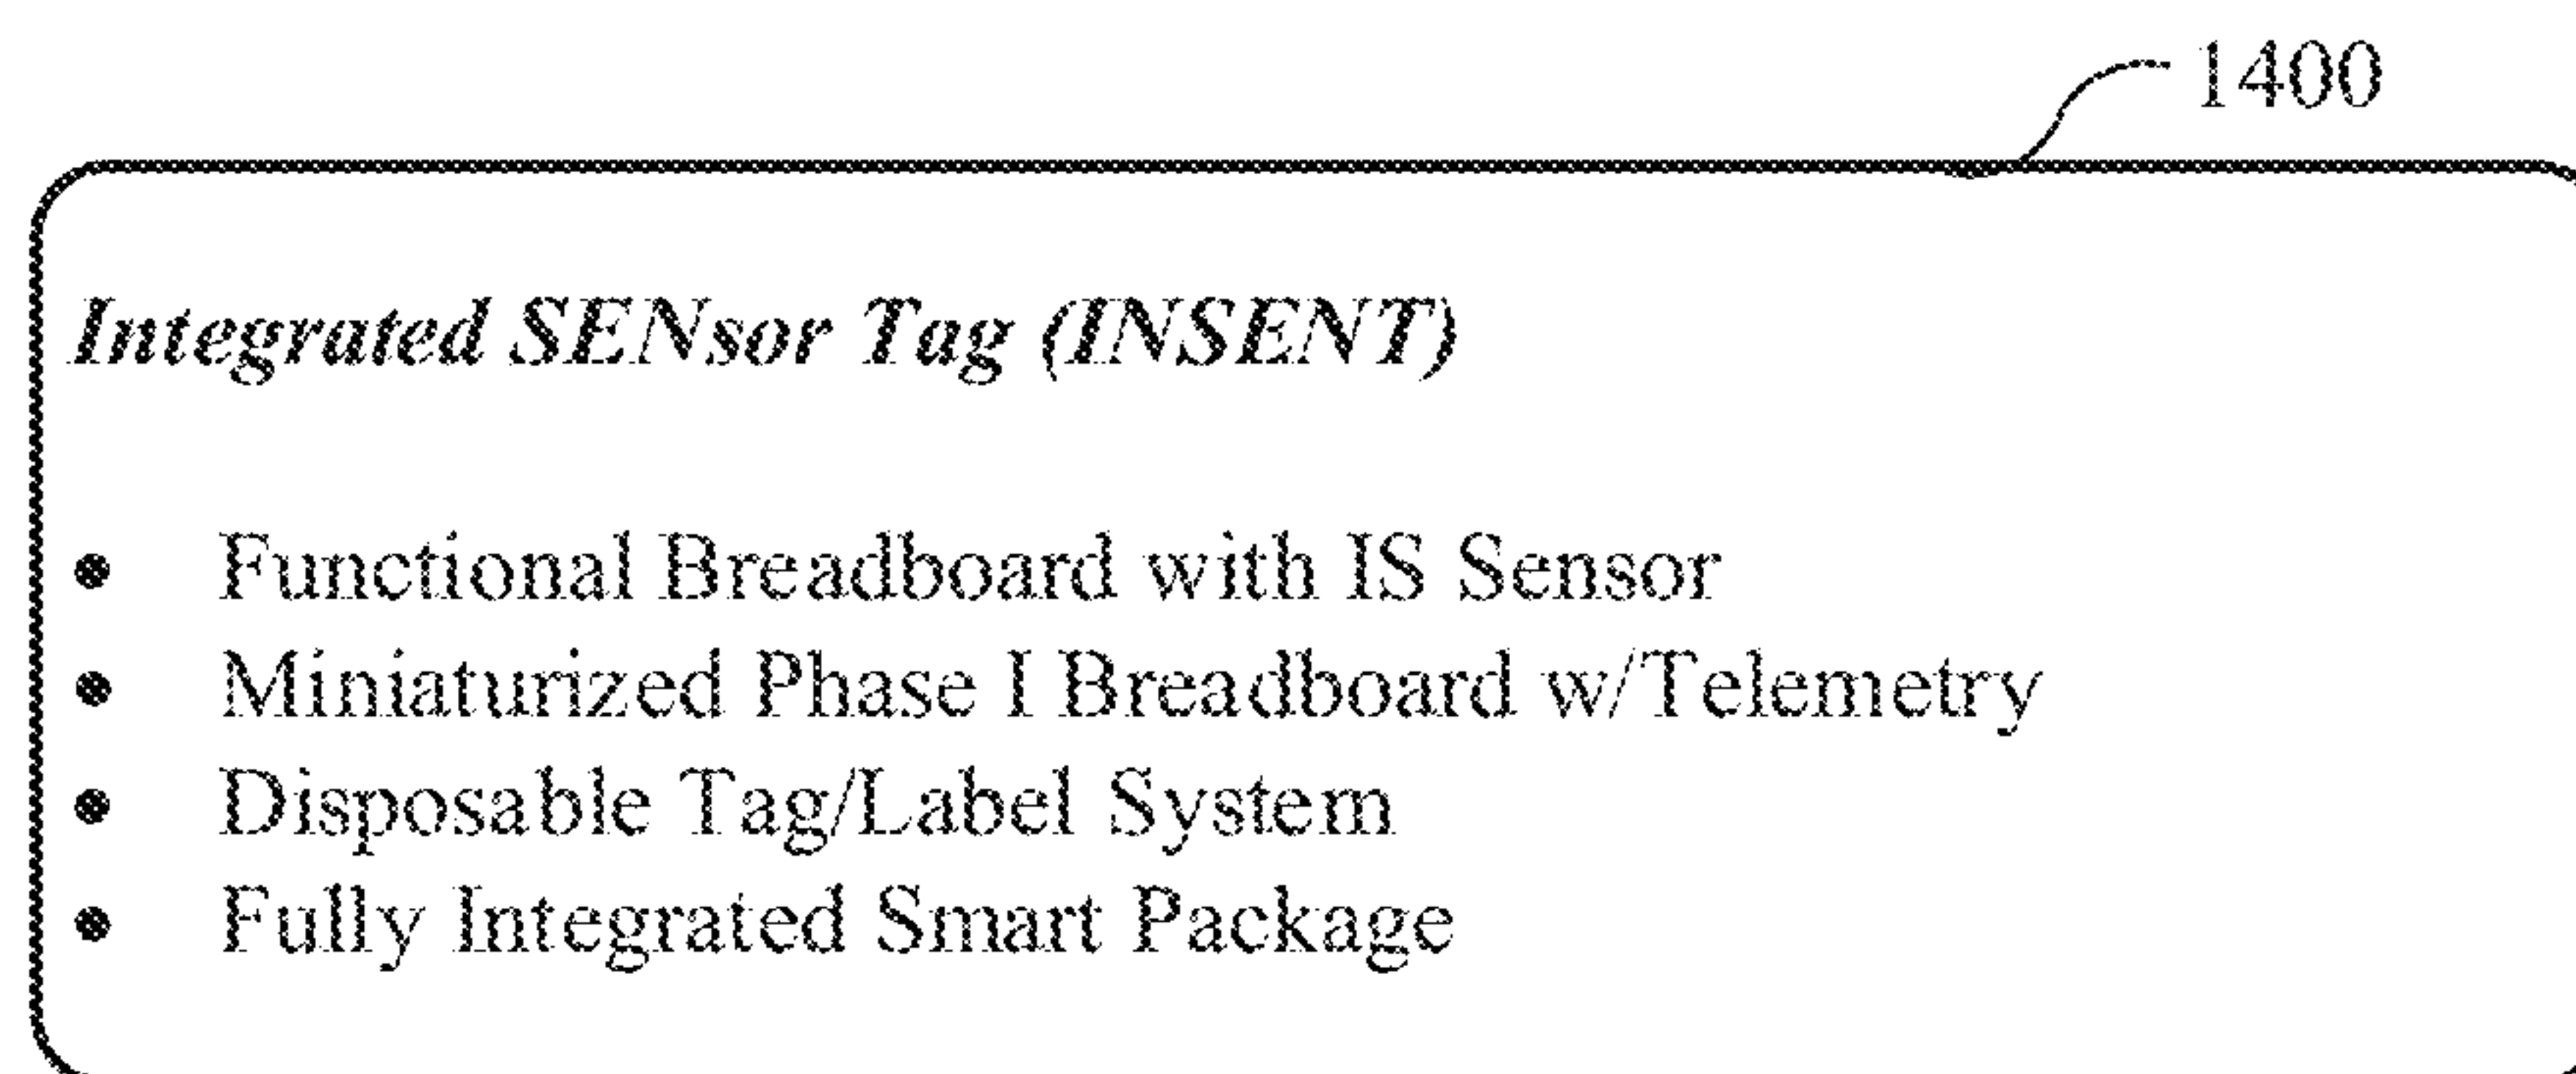 1400
Integrated SENsor Tag (INSENT)
• Functional Breadboard with IS Sensor
• Miniaturized Phase I Breadboard w/Telemetry
• Disposable Tag/Label System
• Fully Integrated Smart Package